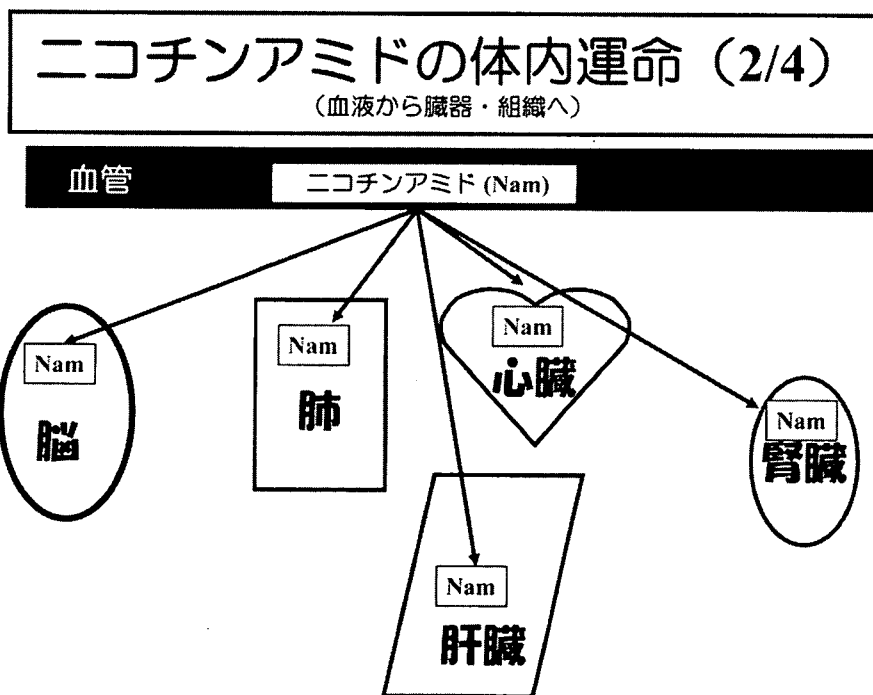 ニコチンアミドの体内運命(2/4)
(血液から臓器・組織へ)
血管
ニコチンアミド (Nam)
Nam
脳
Nam
肺
Nam
心臓
Nam
腎臓
Nam
肝臓